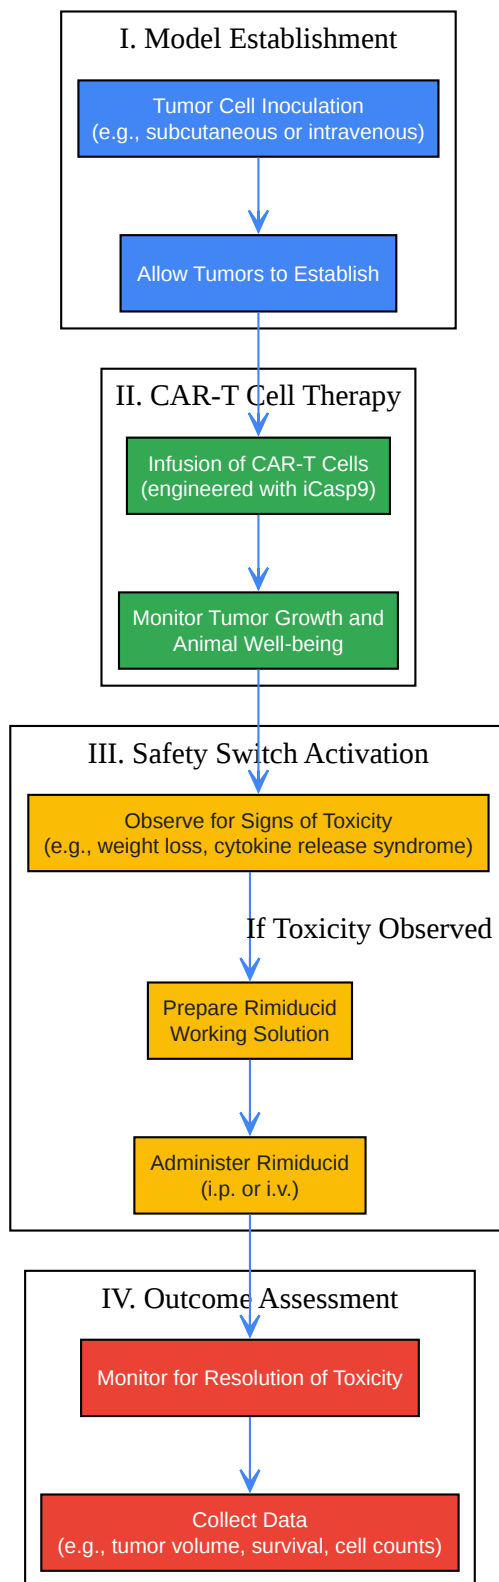 I. Model Establishment
Tumor Cell Inoculation
(e.g., subcutaneous or intravenous)
Allow Tumors to Establish
II. CAR-T Cell Therapy
Infusion of CAR-T Cells
(engineered with iCasp9)
Monitor Tumor Growth and
Animal Well-being
III. Safety Switch Activation
Observe for Signs of Toxicity
(e.g., weight loss, cytokine release syndrome)
If Toxicity Observed
Prepare Rimiducid
Working Solution
Administer Rimiducid
(i.p. or i.v.)
IV. Outcome Assessment
Monitor for Resolution of Toxicity
Collect Data
(e.g., tumor volume, survival, cell counts)